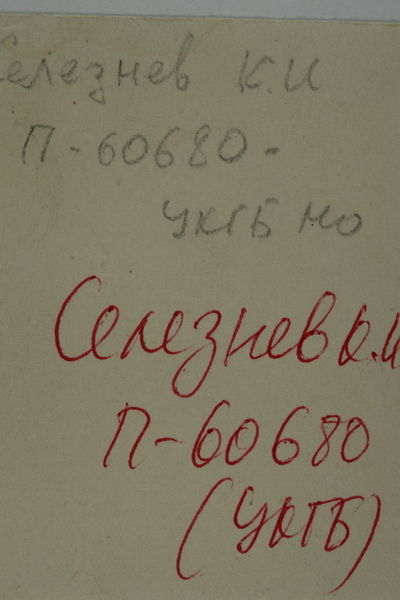 Селезнев К.И
П-60680-
УКГБ МО
Селезнев К.И
П-60680
(УКГБ)